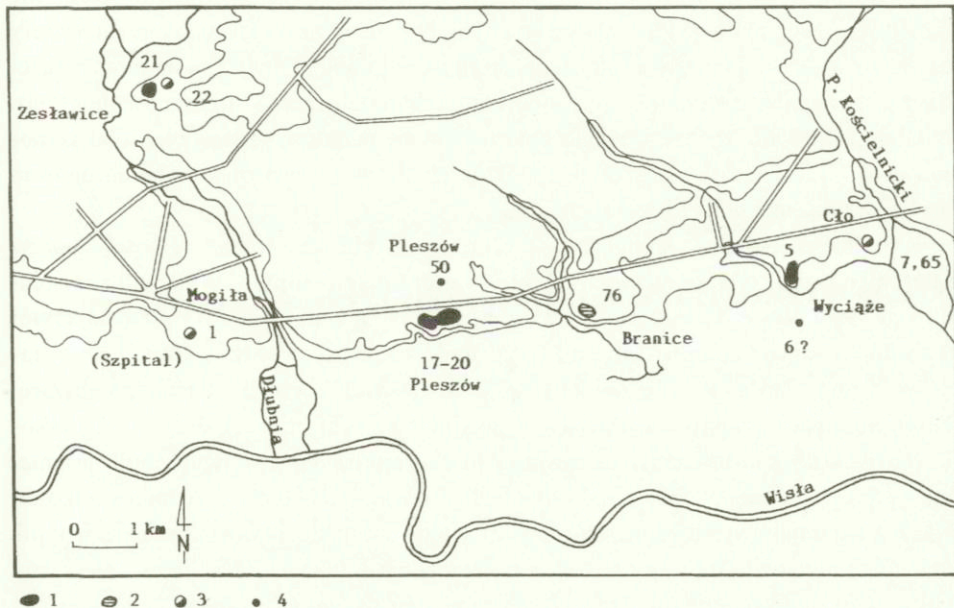 21
22
Zesławice
P. Kościelnicki
Cło
Pleszów
50
5
7,65
Mogiła
76
Wyciąże
1
Branice
6 ?
(Szpital)
17-20
Pleszów
Dłubnia
Wisła
0 1 km
N
1 2 3 4